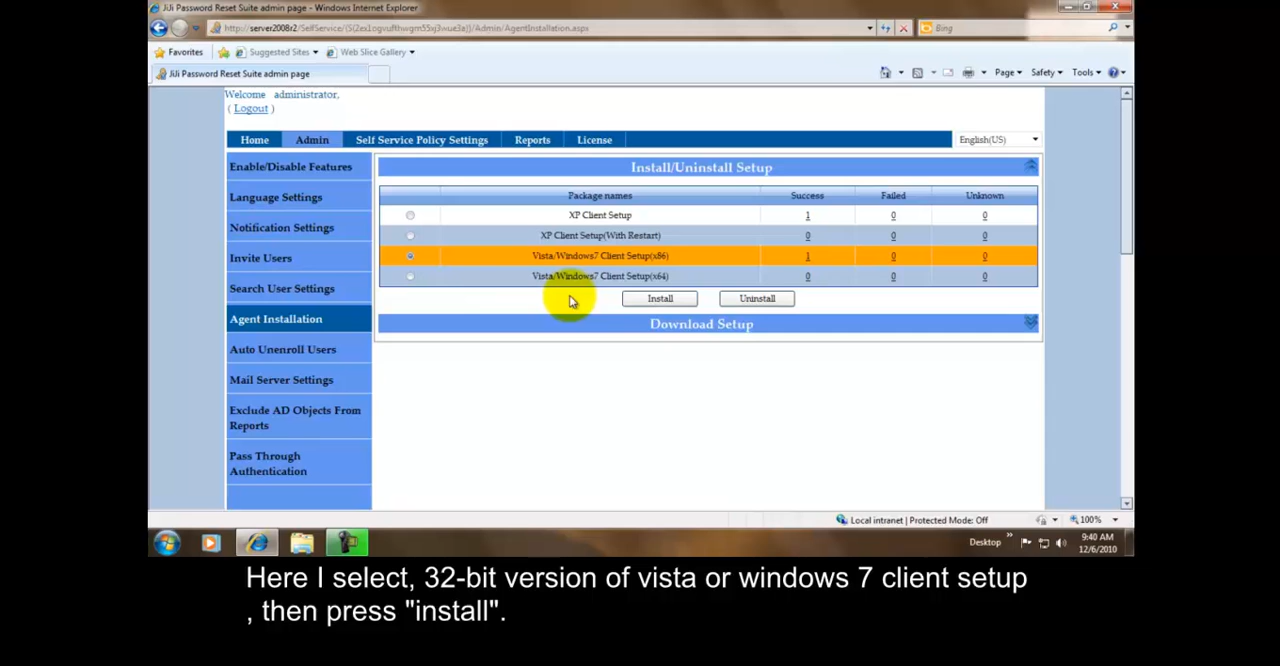 JiJi Password Reset Suite admin page - Windows Internet Explorer
Bing
Favorites Suggested Sites Web Slice Gallery
JiJi Password Reset Suite admin page
Page Safety Tools
Welcome administrator,
( Logout )
Home Admin Self Service Policy Settings Reports License English(US)
Enable/Disable Features
Language Settings
Notification Settings
Invite Users
Search User Settings
Agent Installation
Auto Unenroll Users
Mail Server Settings
Exclude AD Objects From
Reports
Pass Through
Authentication
Install/Uninstall Setup
Package names Success Failed Unknown
XP Client Setup 1 0 0
XP Client Setup(With Restart) 0 0 0
Vista/Windows7 Client Setup(x86) 1 0 0
Vista/Windows7 Client Setup(x64) 0 0 0
Install Uninstall
Download Setup
Local intranet | Protected Mode: Off 100%
Desktop » 9:40 AM
12/6/2010
Here I select, 32-bit version of vista or windows 7 client setup
, then press "install".